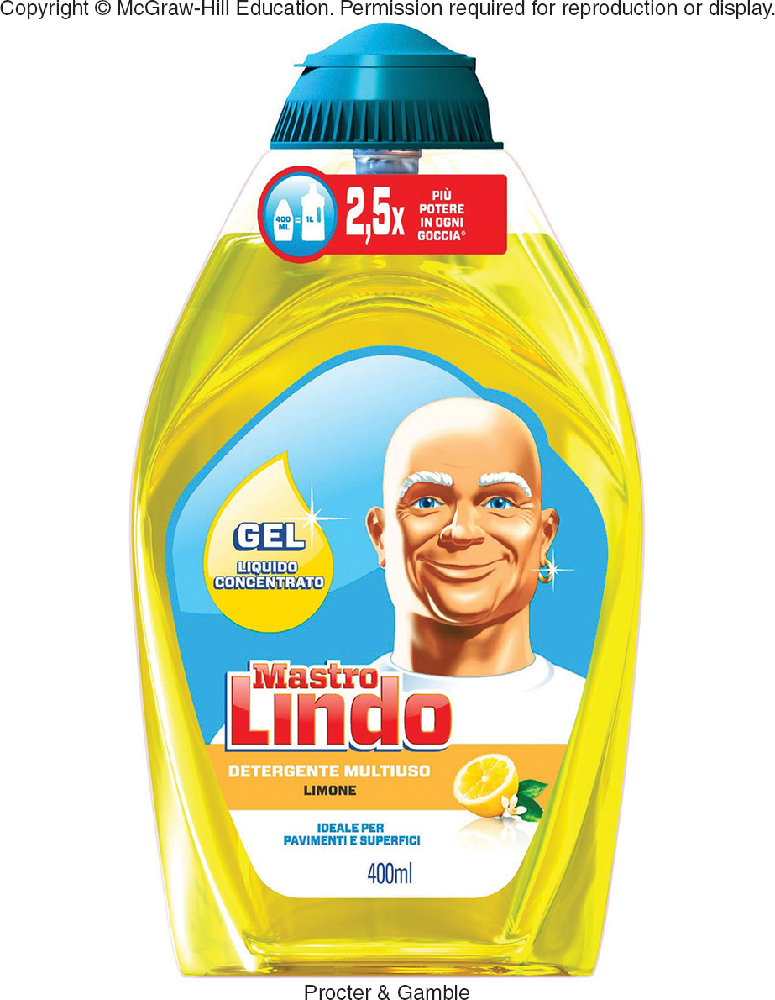 Copyright © McGraw-Hill Education. Permission required for reproduction or display.
400
ML
=
1L
2,5x
PIÙ
POTERE
IN OGNI
GOCCIA*
GEL
LIQUIDO
CONCENTRATO
Mastro
Lindo
DETERGENTE MULTIUSO
LIMONE
IDEALE PER
PAVIMENTI E SUPERFICI
400ml
Procter & Gamble